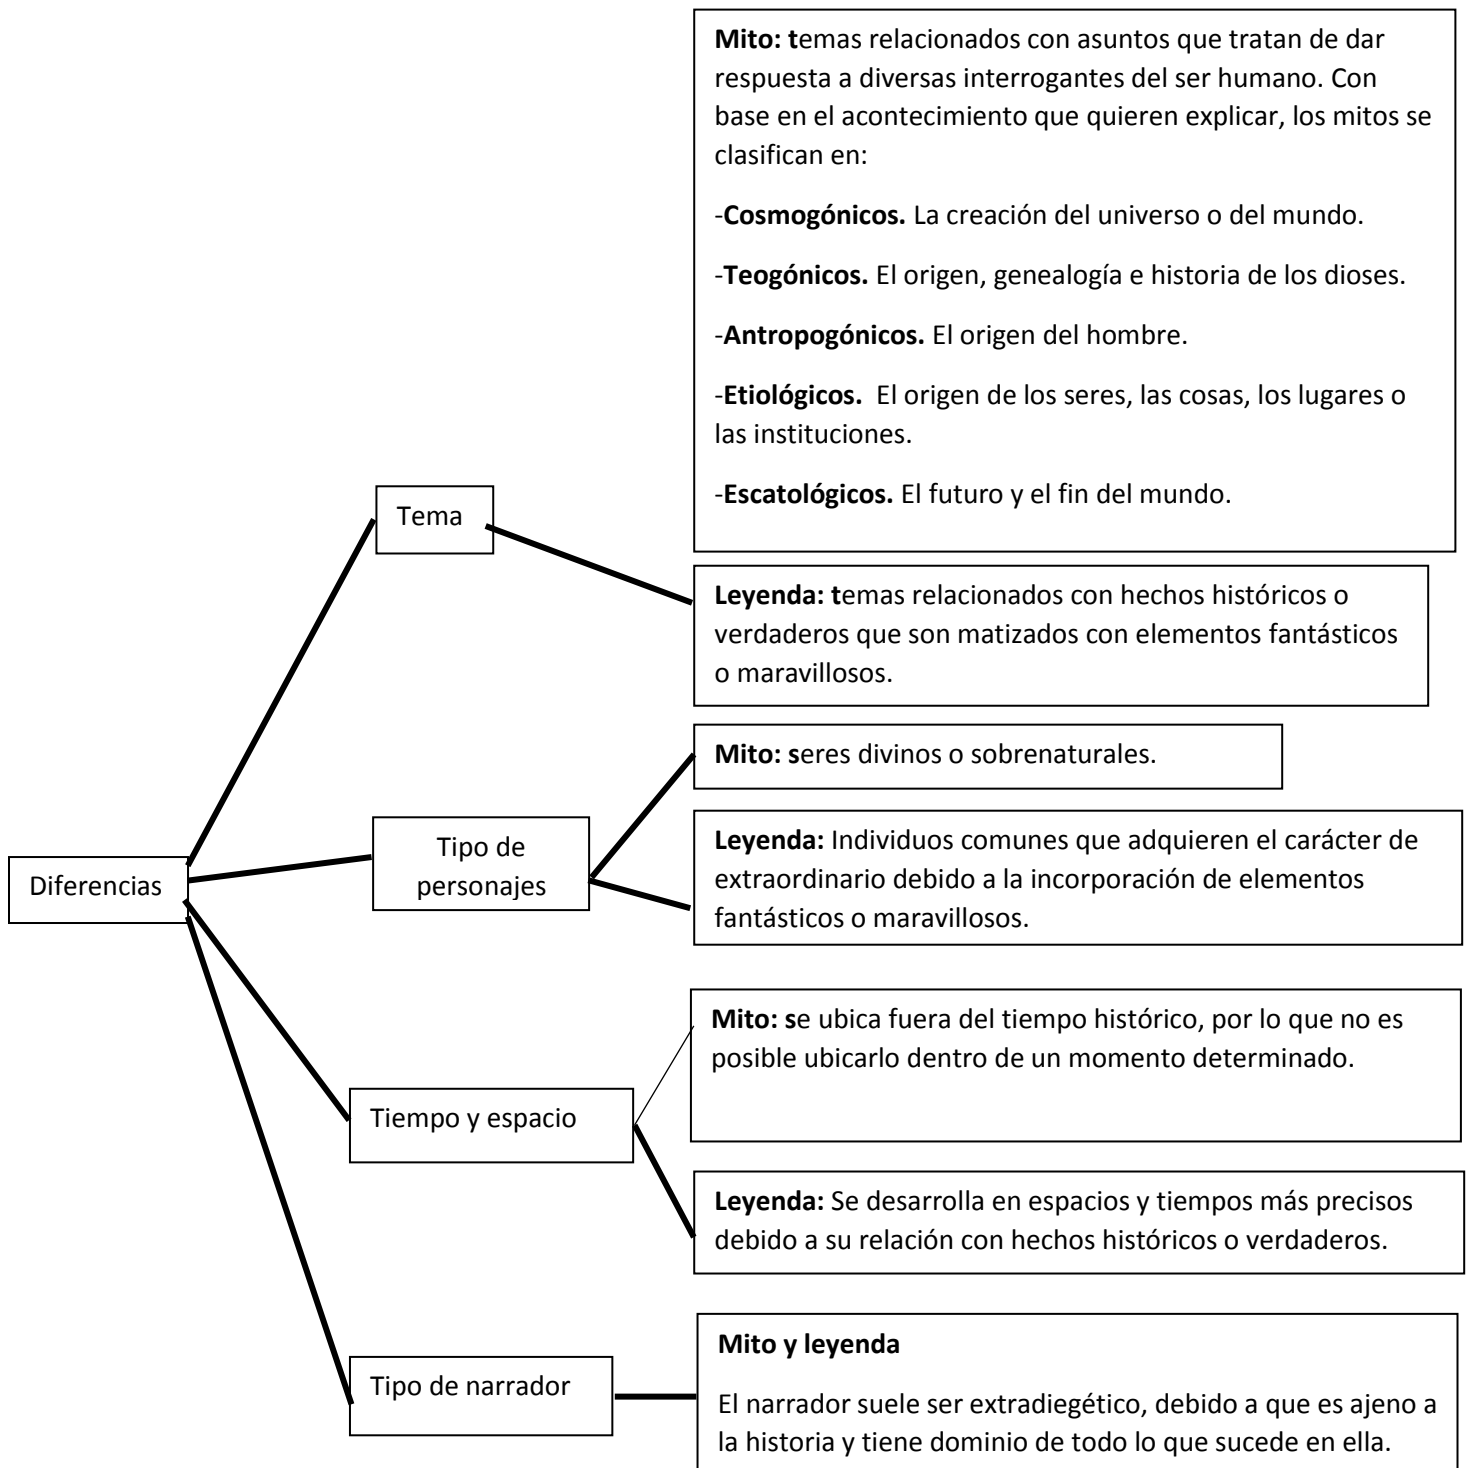 Mito: temas relacionados con asuntos que tratan de dar
respuesta a diversas interrogantes del ser humano. Con
base en el acontecimiento que quieren explicar, los mitos se
clasifican en:
-Cosmogónicos. La creación del universo o del mundo.
-Teogónicos. El origen, genealogía e historia de los dioses.
-Antropogónicos. El origen del hombre.
-Etiológicos.  El origen de los seres, las cosas, los lugares o
las instituciones.
-Escatológicos. El futuro y el fin del mundo.
Tema
Leyenda: temas relacionados con hechos históricos o
verdaderos que son matizados con elementos fantásticos
o maravillosos.
Mito: seres divinos o sobrenaturales.
Tipo de
personajes
Leyenda: Individuos comunes que adquieren el carácter de
extraordinario debido a la incorporación de elementos
fantásticos o maravillosos.
Diferencias
Mito: se ubica fuera del tiempo histórico, por lo que no es
posible ubicarlo dentro de un momento determinado.
Tiempo y espacio
Leyenda: Se desarrolla en espacios y tiempos más precisos
debido a su relación con hechos históricos o verdaderos.
Tipo de narrador
Mito y leyenda
El narrador suele ser extradiegético, debido a que es ajeno a
la historia y tiene dominio de todo lo que sucede en ella.